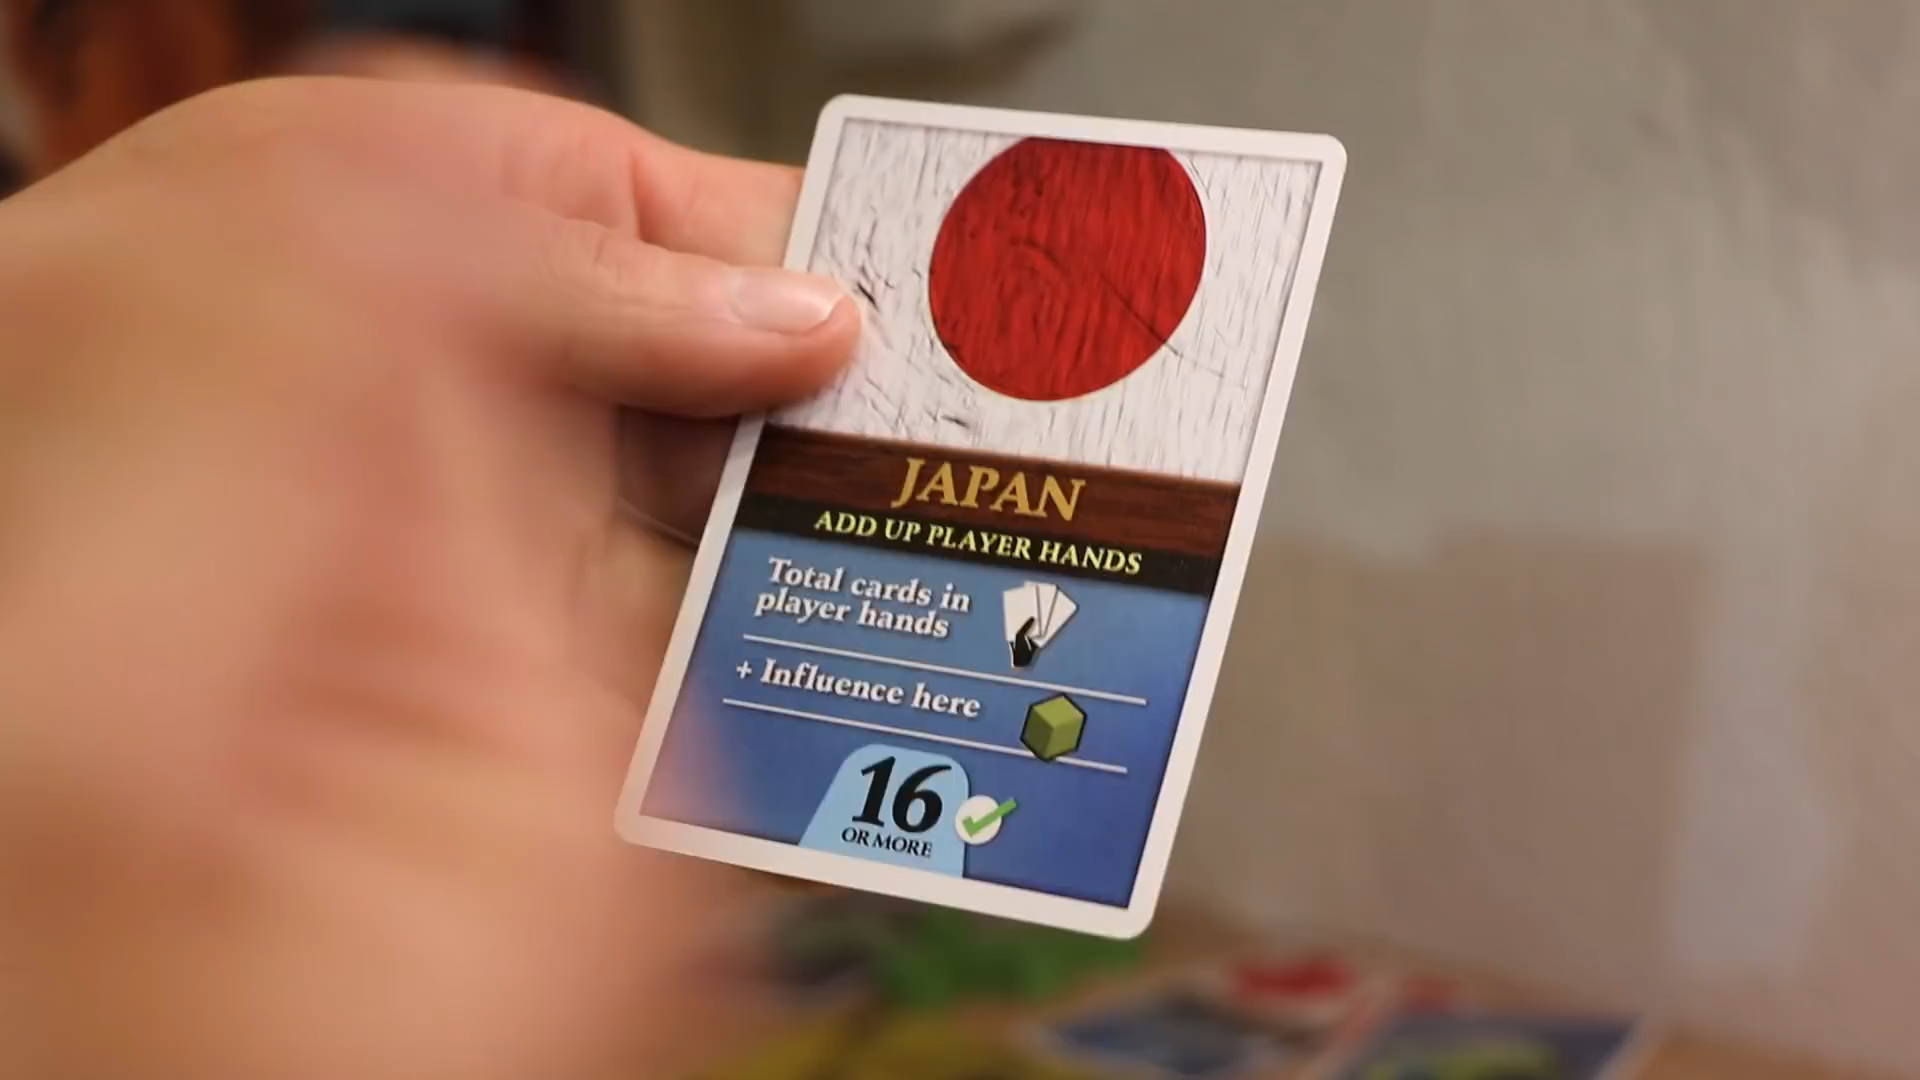 JAPAN
ADD UP PLAYER HANDS
Total cards in
player hands
+ Influence here
16
OR MORE